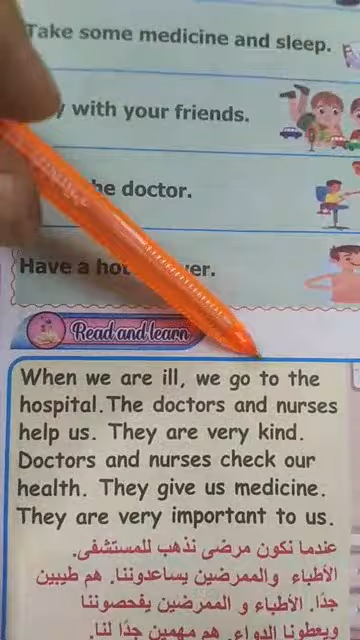 Take some medicine and sleep.
with your friends.
he doctor.
Have a hot er.
Read and learn
When we are ill, we go to the
hospital. The doctors and nurses
help us. They are very kind.
Doctors and nurses check our
health. They give us medicine.
They are very important to us.
عندما نكون مرضى نذهب للمستشفى.
الأطباء والممرضين يساعدوننا. هم طيبين
جدًا. الأطباء و الممرضين يفحصوننا
ويعطونا الدواء. هم مهمين جدًا لنا.